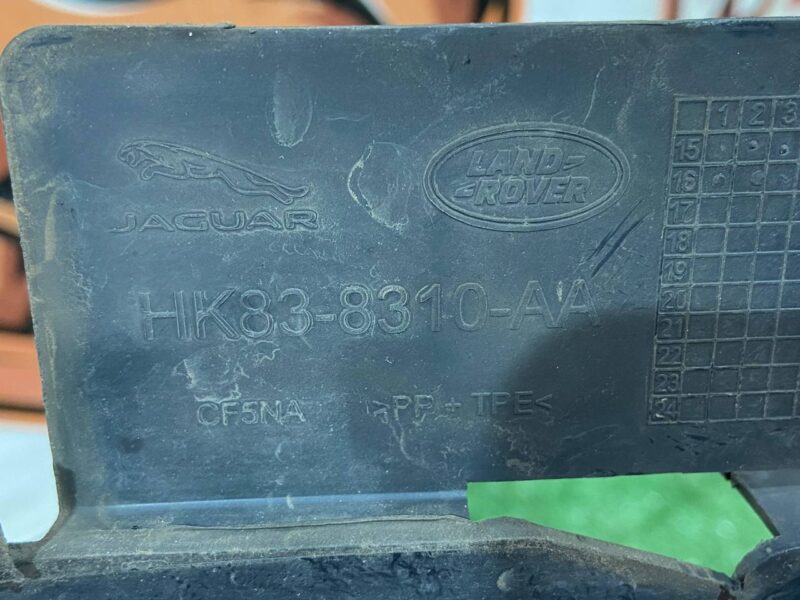 JAGUAR
LAND-
-ROVER
HK83-8310-AA
CF5NA >PP + TPE<
1 2 3
15
16
17
18
19
20
21
22
23
24